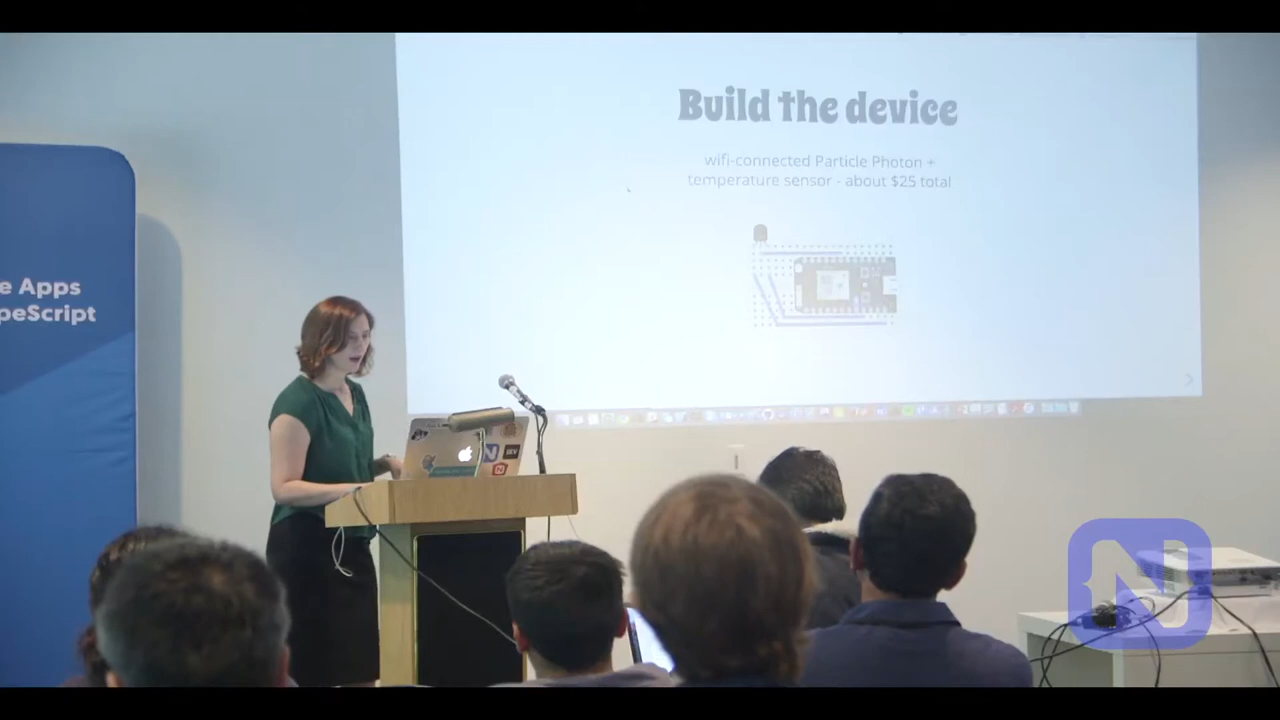 Build the device
wifi-connected Particle Photon +
temperature sensor - about $25 total
e Apps
peScript
N